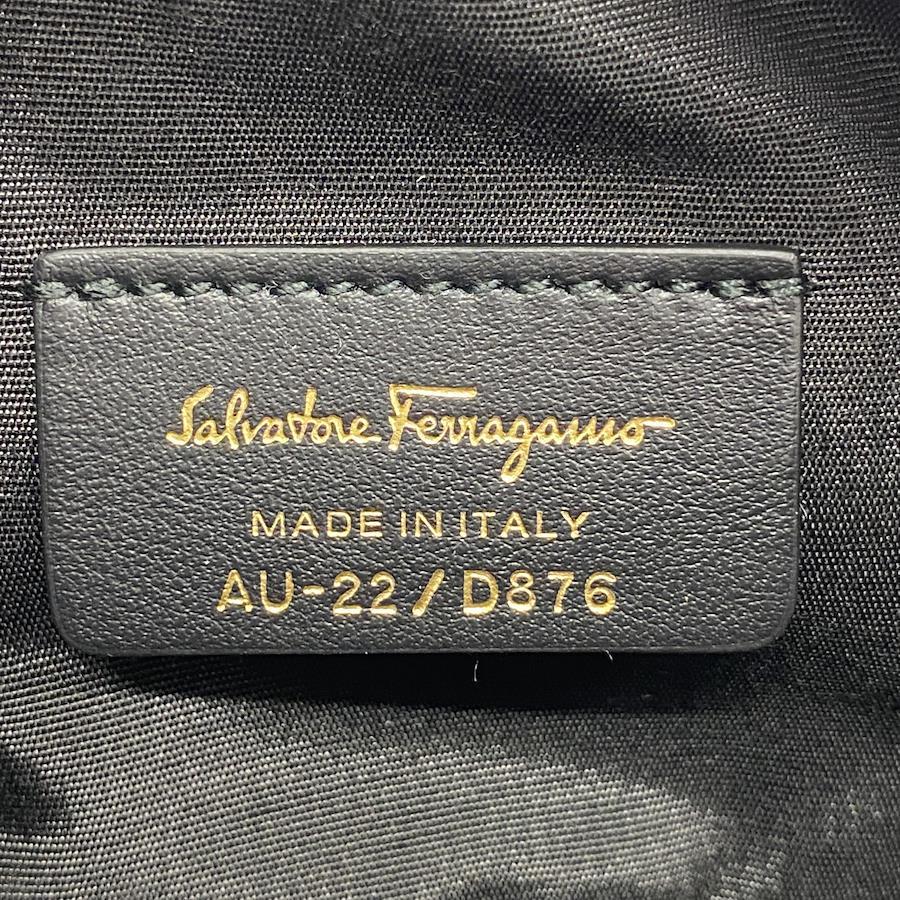 Salvatore Ferragamo
MADE IN ITALY
AU-22/D876